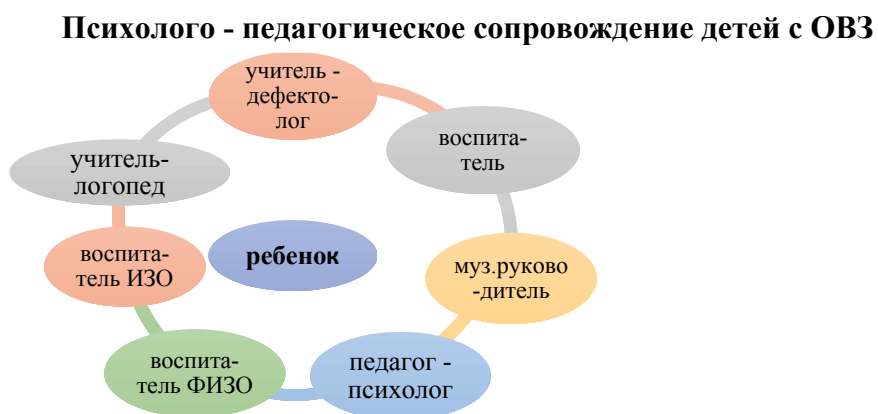 Психолого - педагогическое сопровождение детей с ОВЗ
учитель -
дефекто-
лог
воспита-
тель
учитель-
логопед
воспита-
тель ИЗО
ребенок
муз.руково
-дитель
воспита-
тель ФИЗО
педагог -
психолог